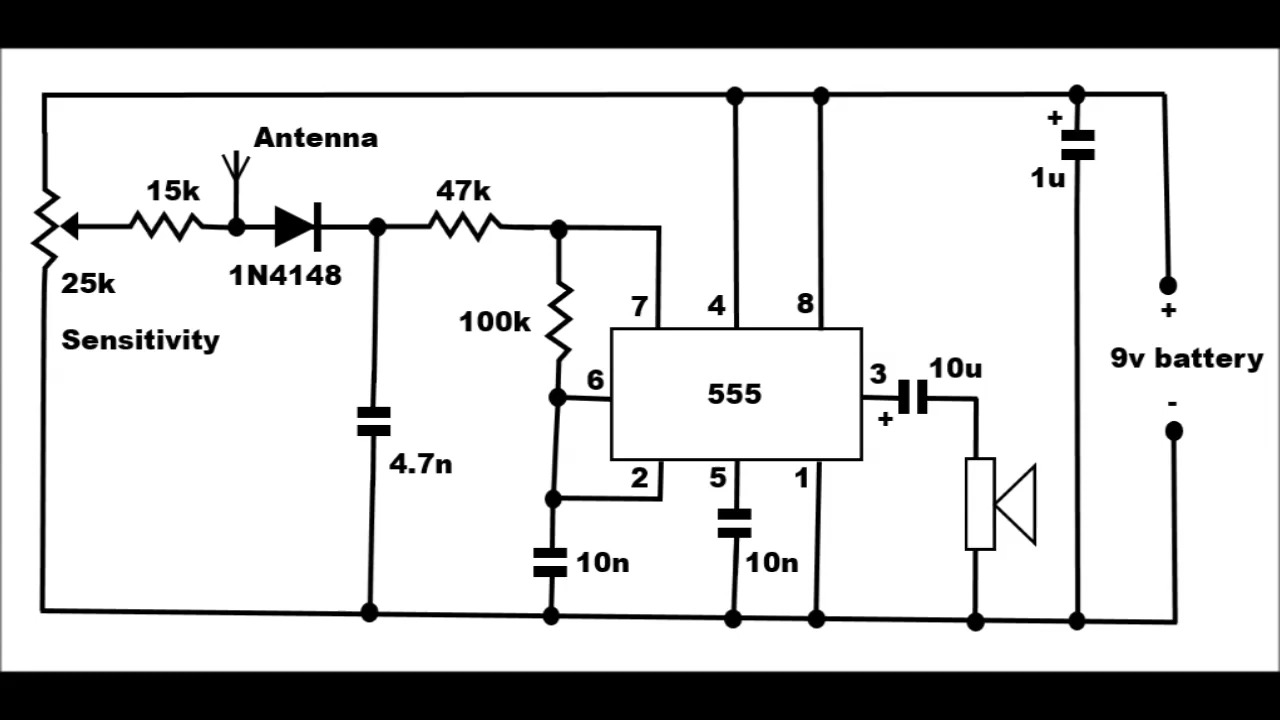 Antenna
+
15k
47k
1u
25k
1N4148
Sensitivity
100k
7
4
8
+
9v battery
-
6
555
3
10u
+
4.7n
2
5
1
10n
10n